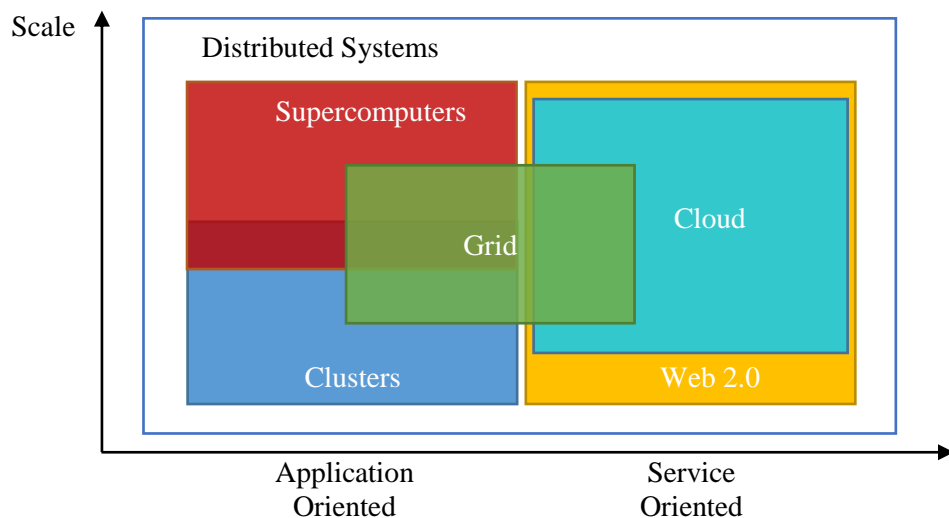 Scale
Distributed Systems
Supercomputers
Cloud
Grid
Clusters
Web 2.0
Application
Oriented
Service
Oriented